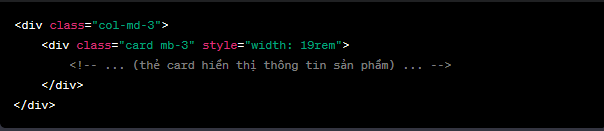 <div class="col-md-3">
<div class="card mb-3" style="width: 19rem">
<!-- ... (thẻ card hiển thị thông tin sản phẩm) ... -->
</div>
</div>